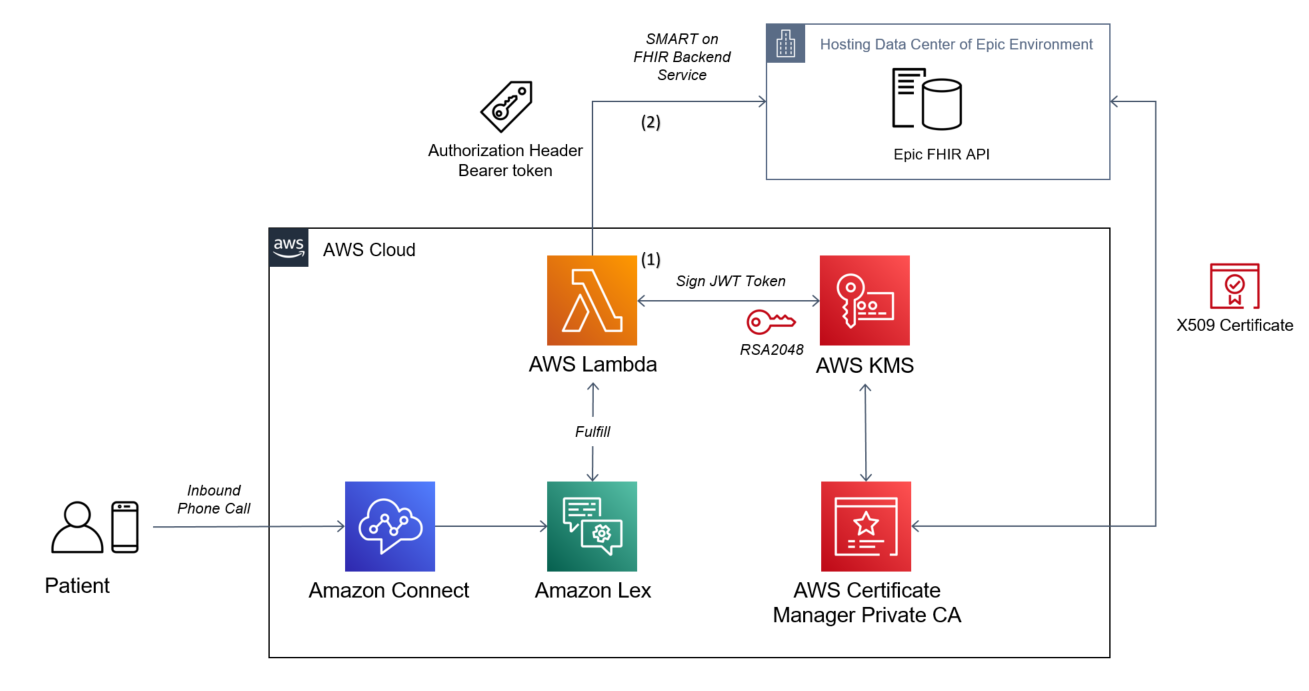 SMART on
FHIR Backend
Service
Hosting Data Center of Epic Environment
(2)
Authorization Header
Bearer token
Epic FHIR API
aws
AWS Cloud
(1)
Sign JWT Token
RSA2048
X509 Certificate
AWS Lambda
AWS KMS
Fulfill
Inbound
Phone Call
Patient
Amazon Connect
Amazon Lex
AWS Certificate
Manager Private CA